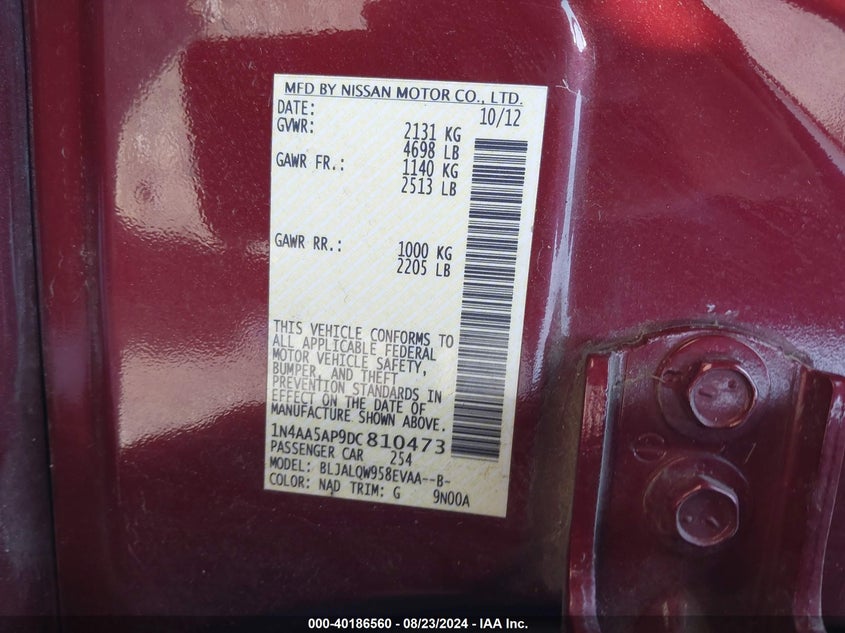 MFD BY NISSAN MOTOR CO., LTD.
DATE: 10/12
GVWR: 2131 KG
4698 LB
GAWR FR.: 1140 KG
2513 LB
GAWR RR.: 1000 KG
2205 LB
THIS VEHICLE CONFORMS TO
ALL APPLICABLE FEDERAL
MOTOR VEHICLE SAFETY,
BUMPER, AND THEFT
PREVENTION STANDARDS IN
EFFECT ON THE DATE OF
MANUFACTURE SHOWN ABOVE.
1N4AA5AP9DC810473
PASSENGER CAR 254
MODEL: BLJALQW958EVAA--B-
COLOR: NAD TRIM: G 9N00A
000-40186560 - 08/23/2024 - IAA Inc.